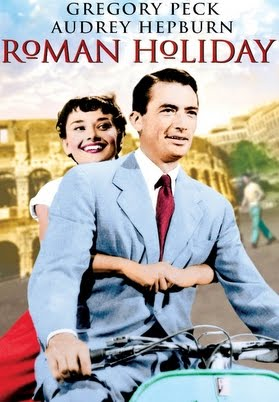 GREGORY PECK
AUDREY HEPBURN
ROMAN HOLIDAY